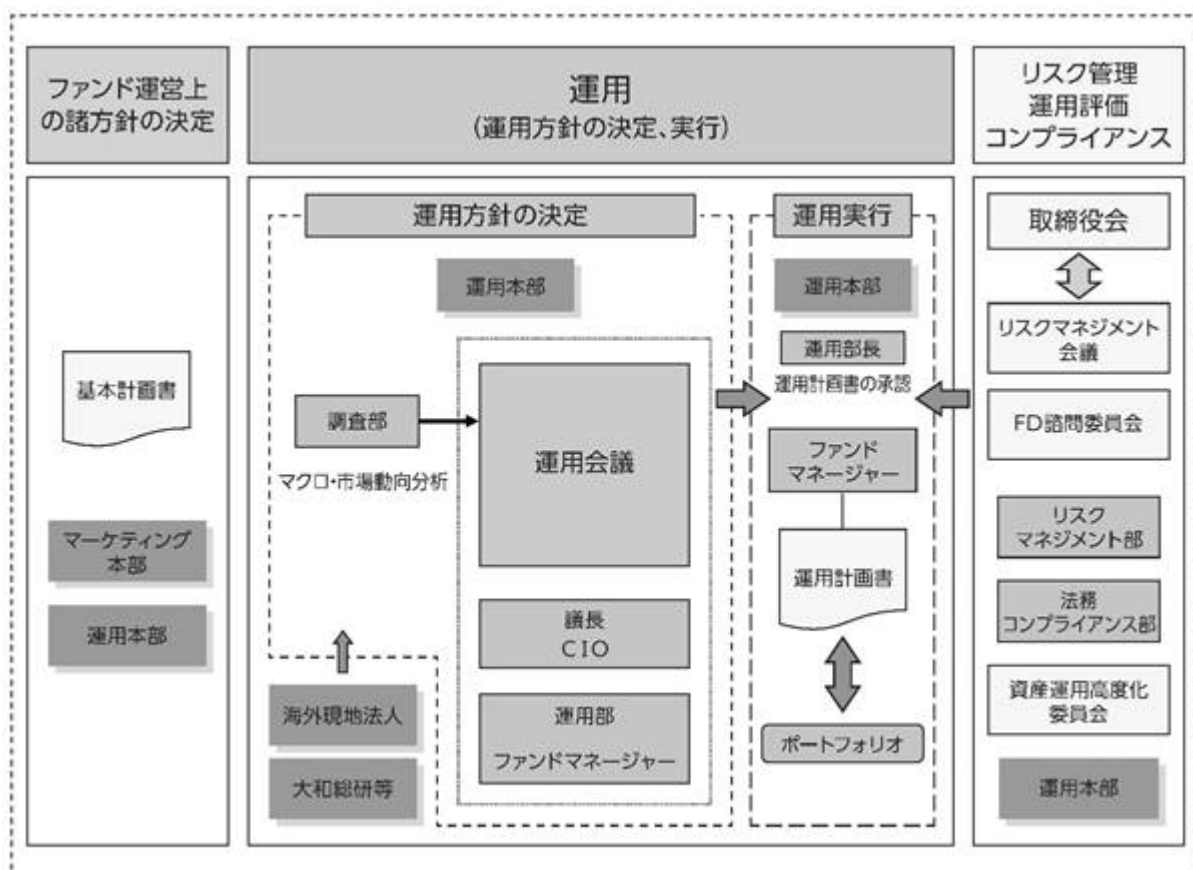 ファンド運営上
の諸方針の決定
基本計画書
マーケティング
本部
運用本部
運用
(運用方針の決定、実行)
運用方針の決定
運用本部
調査部
マクロ・市場動向分析
運用会議
議長
CIO
運用部
ファンドマネージャー
海外現地法人
大和総研等
運用実行
運用本部
運用部長
運用計画書の承認
ファンド
マネージャー
運用計画書
ポートフォリオ
リスク管理
運用評価
コンプライアンス
取締役会
リスクマネジメント
会議
FD諮問委員会
リスク
マネジメント部
法務
コンプライアンス部
資産運用高度化
委員会
運用本部